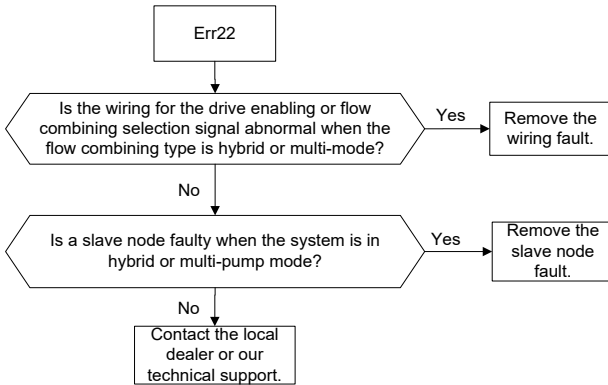 Err22
Is the wiring for the drive enabling or flow
combining selection signal abnormal when the
flow combining type is hybrid or multi-mode?
Yes
Remove the
wiring fault.
No
Is a slave node faulty when the system is in
hybrid or multi-pump mode?
Yes
Remove the
slave node
fault.
No
Contact the local
dealer or our
technical support.